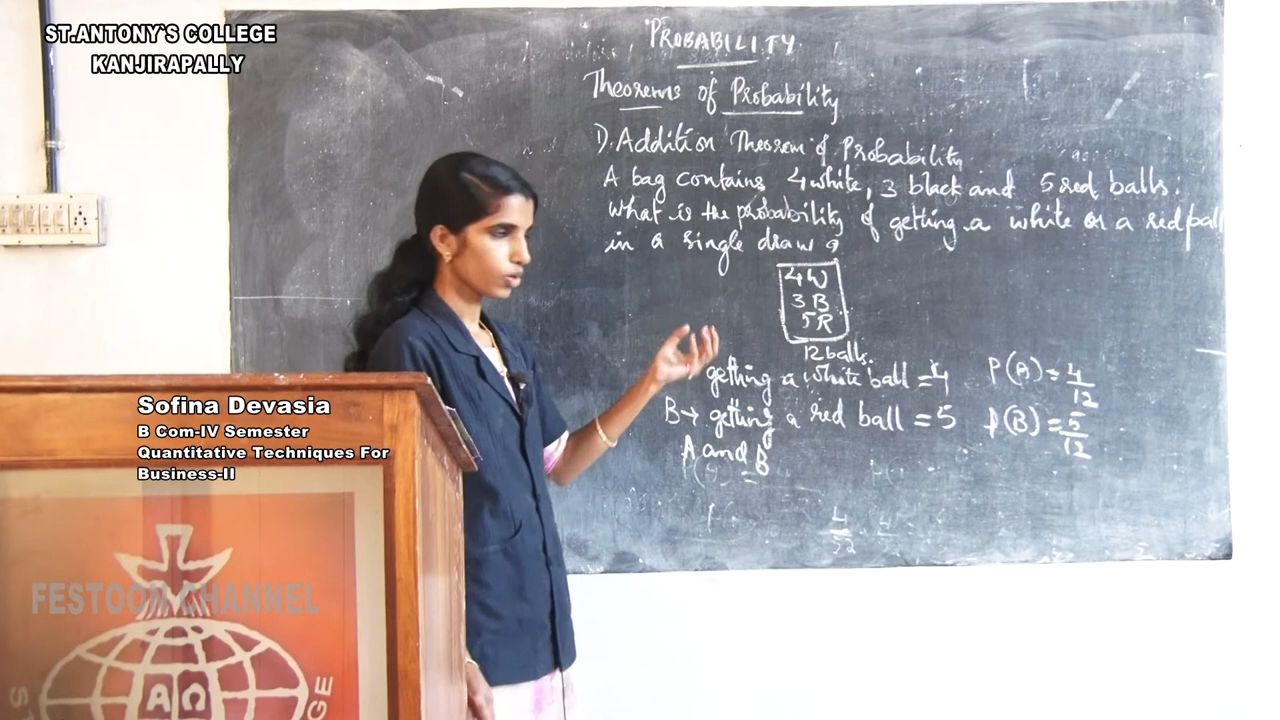 ST.ANTONY`S COLLEGE
KANJIRAPALLY
PROBABILITY
Theorems of Probability
1). Addition Theorem of Probability
A bag contains 4 white, 3 black and 5 red balls.
What is the probability of getting a white or a red ball
in a single draw?
4W
3B
5R
12 balls.
getting a white ball = 4 P(A) = 4/12
B → getting a red ball = 5 P(B) = 5/12
A and B
4/52
Sofina Devasia
B Com-IV Semester
Quantitative Techniques For
Business-II
FESTOON CHANNEL